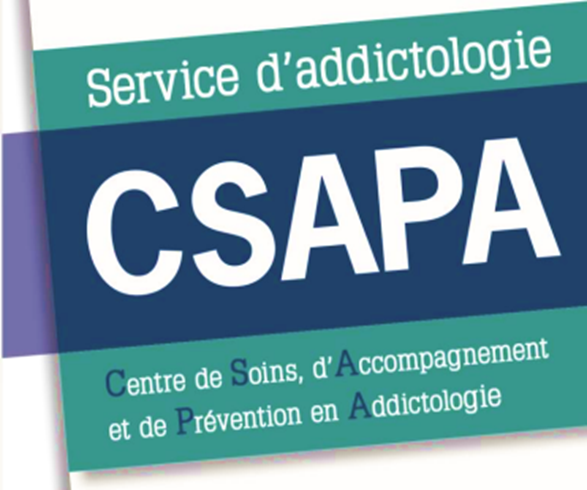 Service d'addictologie
CSAPA
Centre de Soins, d'Accompagnement
et de Prévention en Addictologie